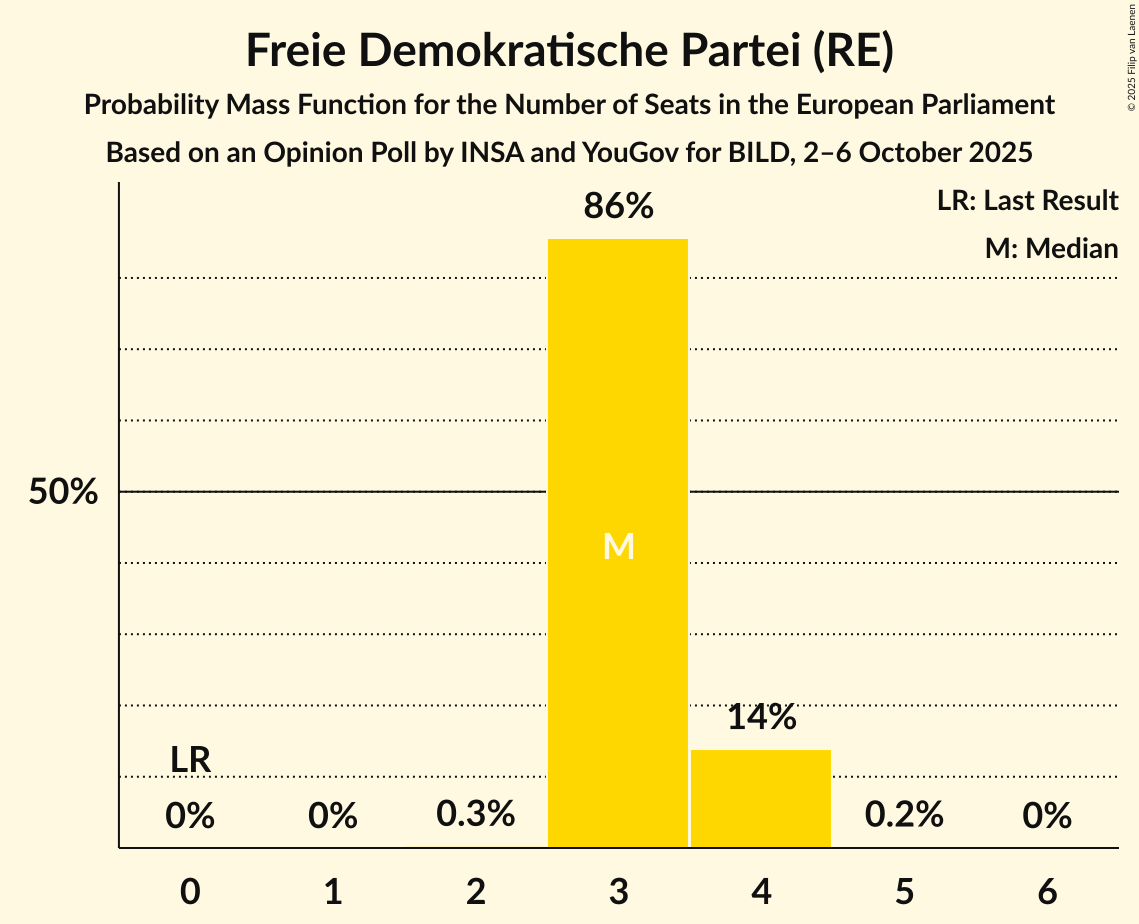 Freie Demokratische Partei (RE)
Probability Mass Function for the Number of Seats in the European Parliament
Based on an Opinion Poll by INSA and YouGov for BILD, 2–6 October 2025
© 2025 Filip van Laenen
LR: Last Result
M: Median
86%
50%
M
14%
LR
0%
0%
0.3%
0.2%
0%
0
1
2
3
4
5
6